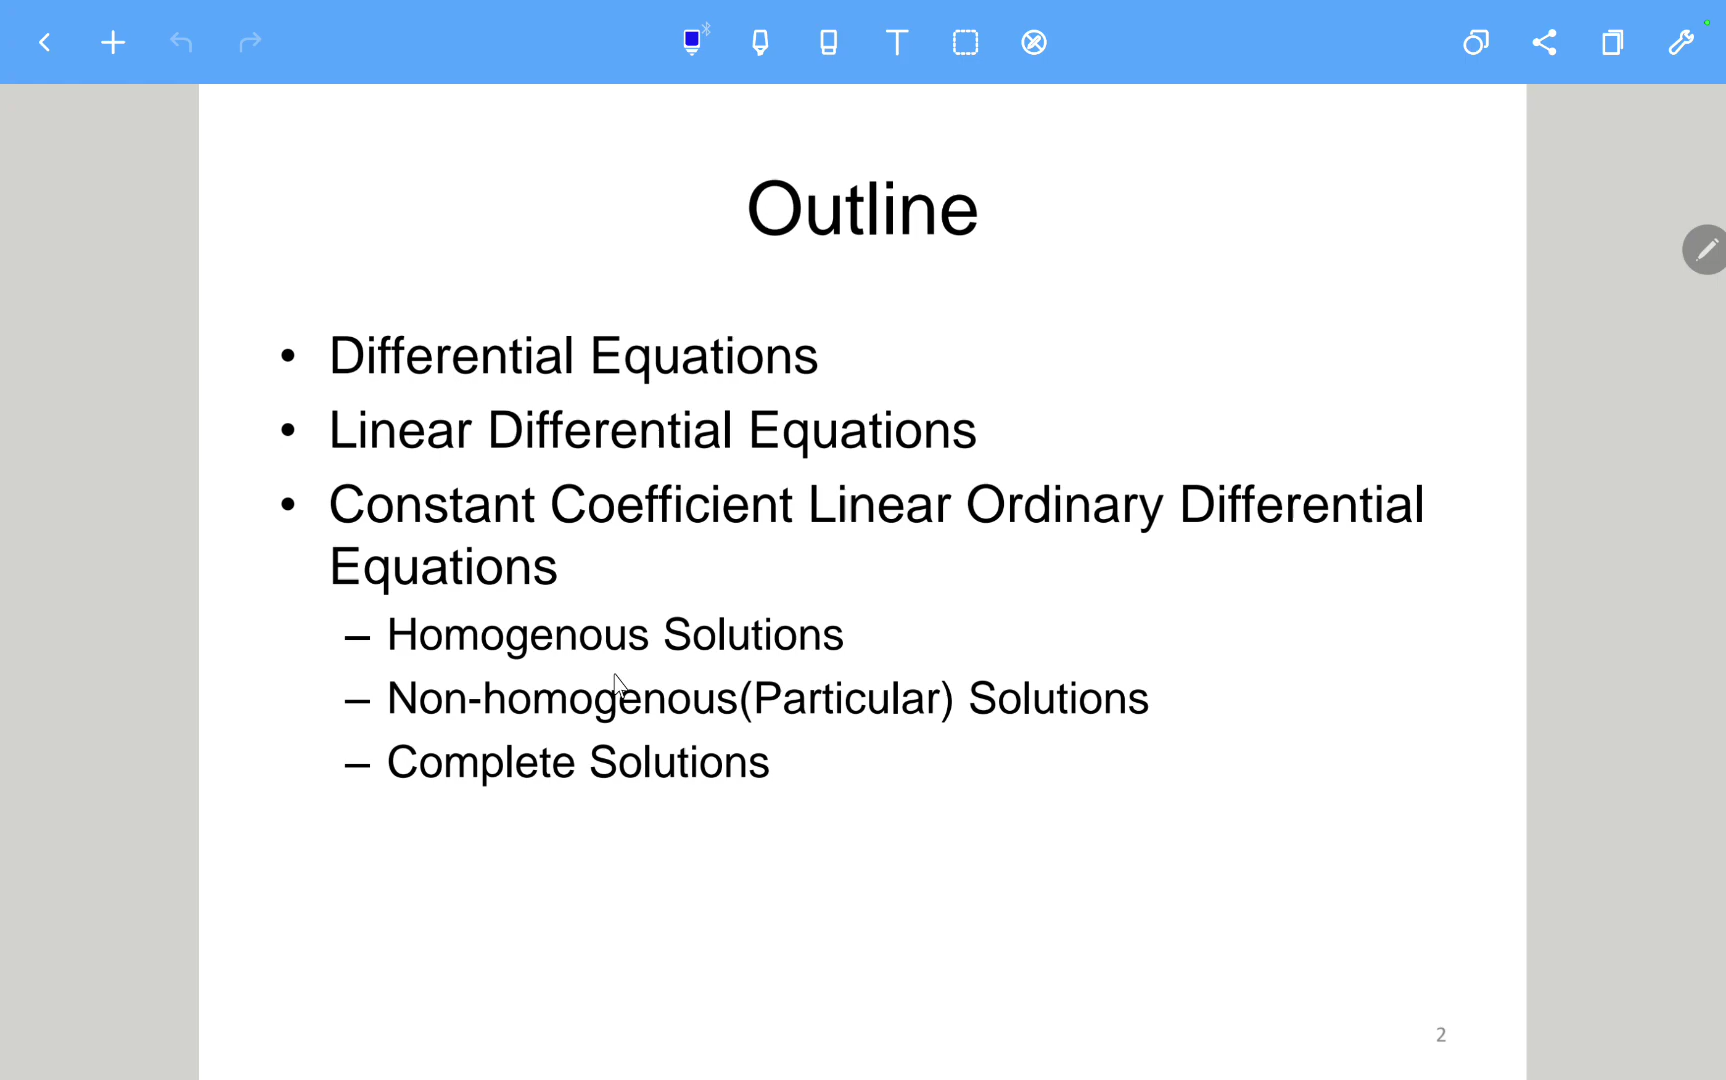 Outline
• Differential Equations
• Linear Differential Equations
• Constant Coefficient Linear Ordinary Differential
Equations
– Homogenous Solutions
– Non-homogenous(Particular) Solutions
– Complete Solutions
2